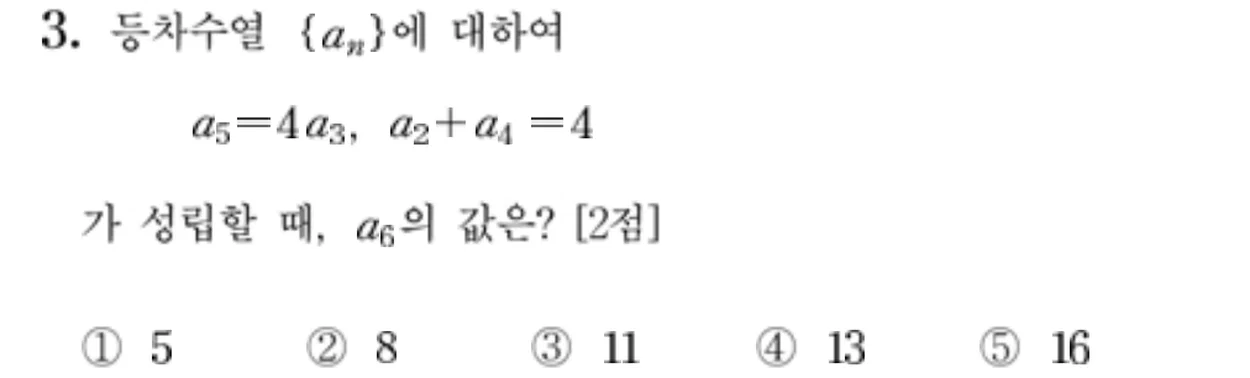 3. 등차수열 {aₙ}에 대하여
a₅=4a₃, a₂+a₄=4
가 성립할 때, a₆의 값은? [2점]
① 5 ② 8 ③ 11 ④ 13 ⑤ 16